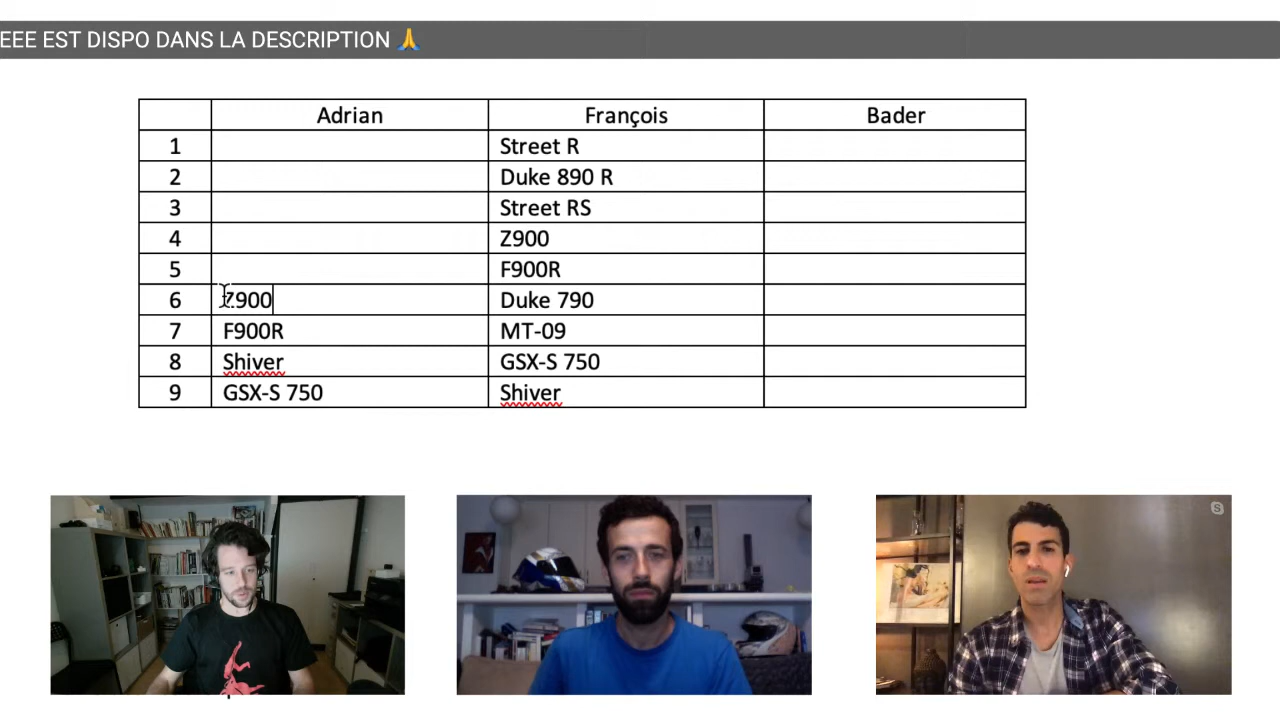 EEE EST DISPO DANS LA DESCRIPTION 🙏
Adrian François Bader
1 Street R
2 Duke 890 R
3 Street RS
4 Z900
5 F900R
6 Z900 Duke 790
7 F900R MT-09
8 Shiver GSX-S 750
9 GSX-S 750 Shiver
S